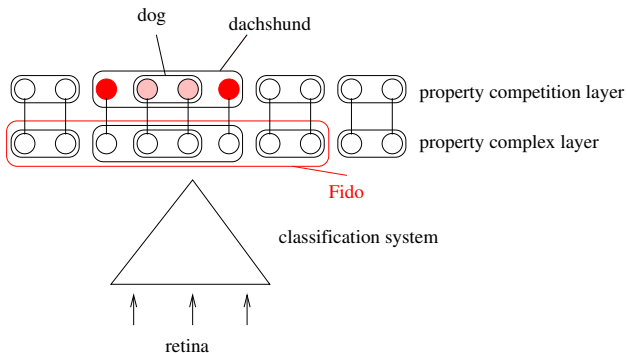 dog
dachshund
property competition layer
property complex layer
Fido
classification system
retina